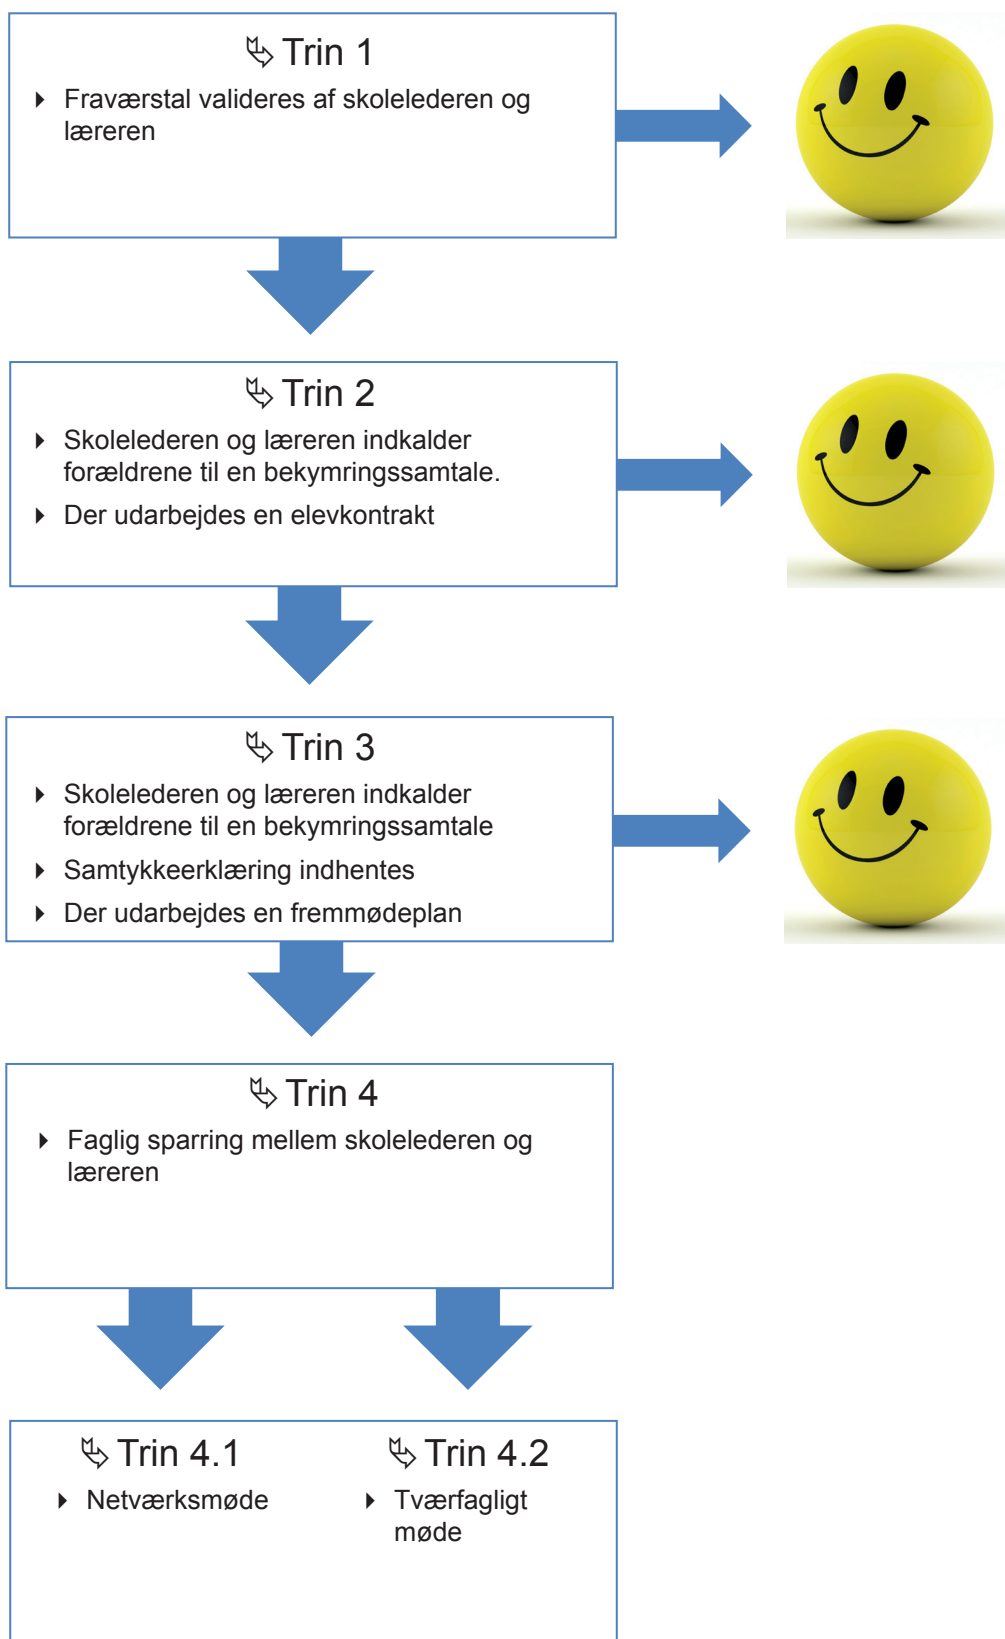 Trin 1
Fraværstal valideres af skolelederen og
læreren
Trin 2
Skolelederen og læreren indkalder
forældrene til en bekymringssamtale.
Der udarbejdes en elevkontrakt
Trin 3
Skolelederen og læreren indkalder
forældrene til en bekymringssamtale
Samtykkeerklæring indhentes
Der udarbejdes en fremmødeplan
Trin 4
Faglig sparring mellem skolelederen og
læreren
Trin 4.1
Netværksmøde
Trin 4.2
Tværfagligt
møde